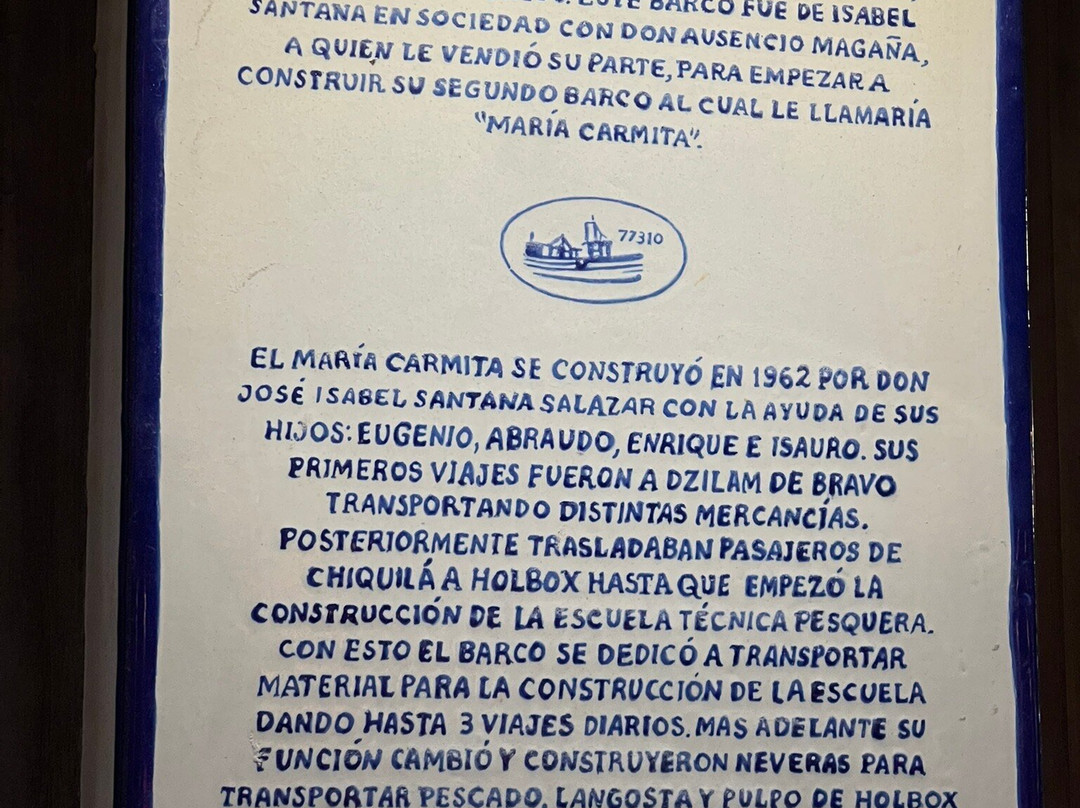 ESTE BARCO FUE DE ISABEL
SANTANA EN SOCIEDAD CON DON AUSENCIO MAGAÑA,
A QUIEN LE VENDIÓ SU PARTE, PARA EMPEZAR A
CONSTRUIR SU SEGUNDO BARCO AL CUAL LE LLAMARÍA
"MARÍA CARMITA".
77310
EL MARÍA CARMITA SE CONSTRUYÓ EN 1962 POR DON
JOSÉ ISABEL SANTANA SALAZAR CON LA AYUDA DE SUS
HIJOS: EUGENIO, ABRAUDO, ENRIQUE E ISAURO. SUS
PRIMEROS VIAJES FUERON A DZILAM DE BRAVO
TRANSPORTANDO DISTINTAS MERCANCÍAS.
POSTERIORMENTE TRASLADABAN PASAJEROS DE
CHIQUILÁ A HOLBOX HASTA QUE EMPEZÓ LA
CONSTRUCCIÓN DE LA ESCUELA TÉCNICA PESQUERA.
CON ESTO EL BARCO SE DEDICÓ A TRANSPORTAR
MATERIAL PARA LA CONSTRUCCIÓN DE LA ESCUELA
DANDO HASTA 3 VIAJES DIARIOS. MAS ADELANTE SU
FUNCIÓN CAMBIÓ Y CONSTRUYERON NEVERAS PARA
TRANSPORTAR PESCADO, LANGOSTA Y PULPO DE HOLBOX